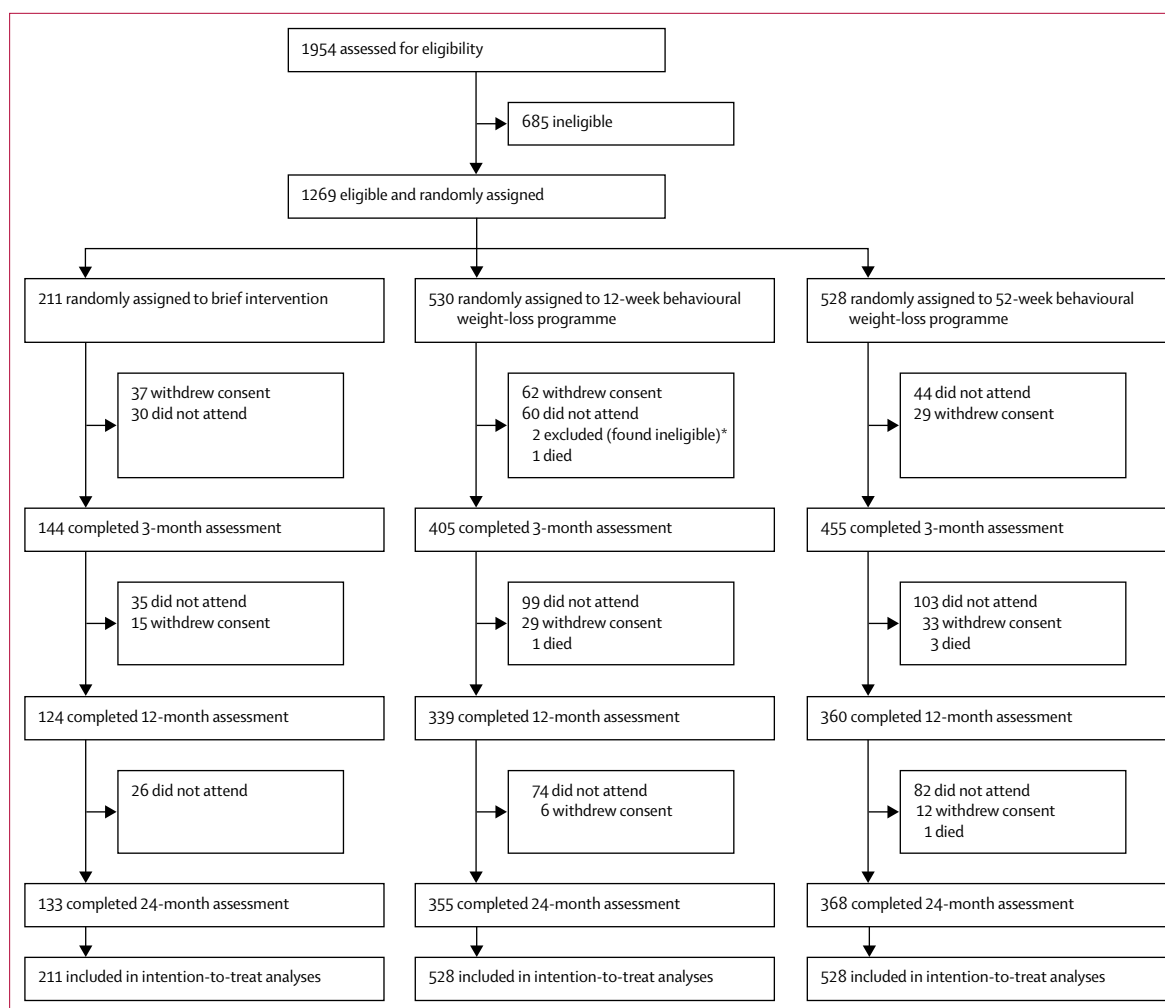 1954 assessed for eligibility
685 ineligible
1269 eligible and randomly assigned
211 randomly assigned to brief intervention
530 randomly assigned to 12-week behavioural
weight-loss programme
528 randomly assigned to 52-week behavioural
weight-loss programme
37 withdrew consent
30 did not attend
62 withdrew consent
60 did not attend
2 excluded (found ineligible)*
1 died
44 did not attend
29 withdrew consent
144 completed 3-month assessment
405 completed 3-month assessment
455 completed 3-month assessment
35 did not attend
15 withdrew consent
99 did not attend
29 withdrew consent
1 died
103 did not attend
33 withdrew consent
3 died
124 completed 12-month assessment
339 completed 12-month assessment
360 completed 12-month assessment
26 did not attend
74 did not attend
6 withdrew consent
82 did not attend
12 withdrew consent
1 died
133 completed 24-month assessment
355 completed 24-month assessment
368 completed 24-month assessment
211 included in intention-to-treat analyses
528 included in intention-to-treat analyses
528 included in intention-to-treat analyses